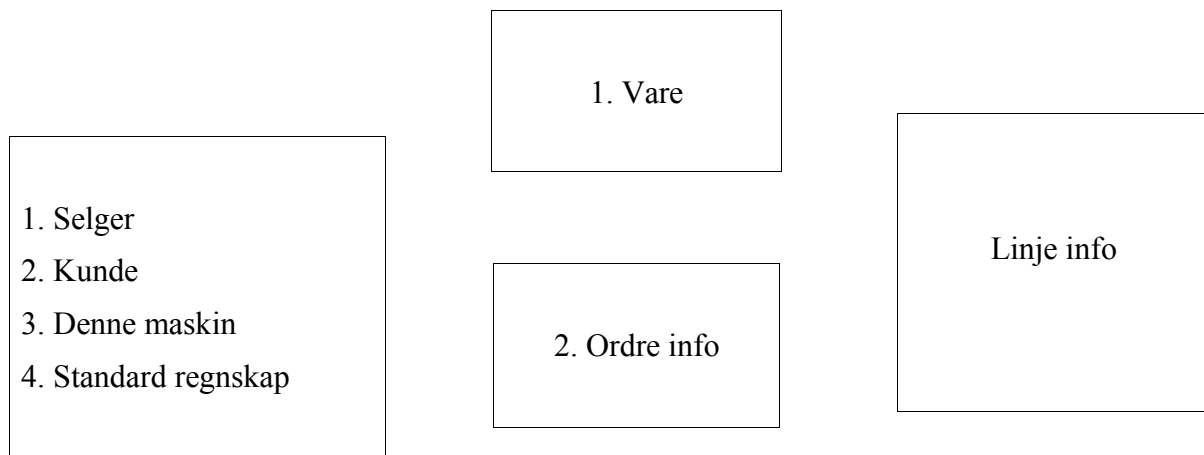 1. Selger
2. Kunde
3. Denne maskin
4. Standard regnskap
1. Vare
2. Ordre info
Linje info